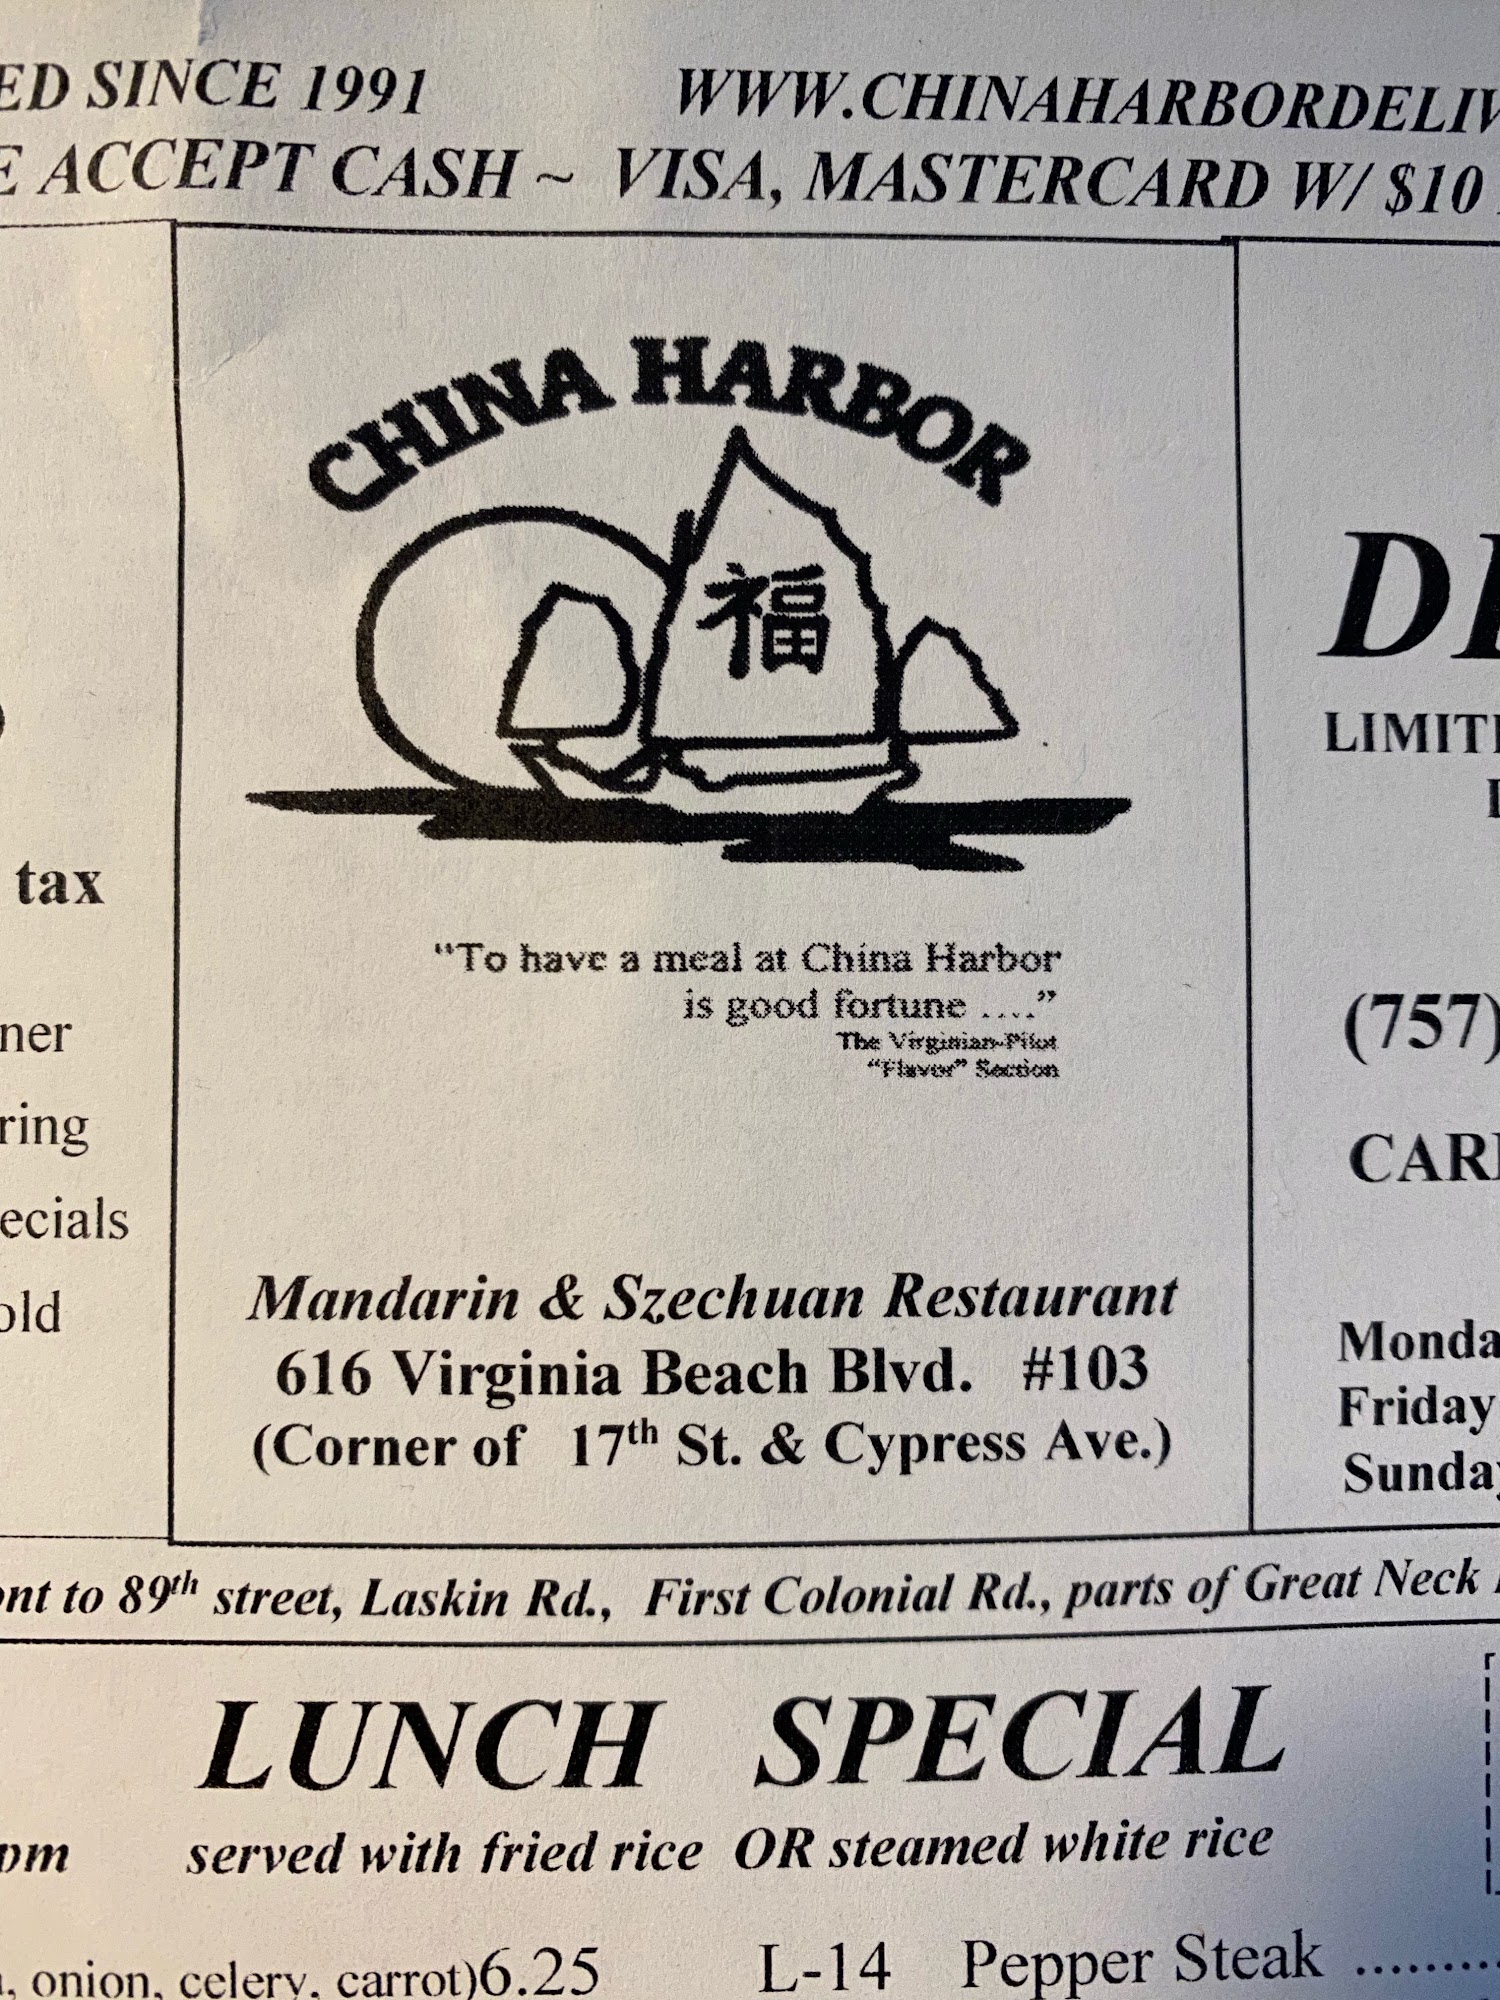 ED SINCE 1991 WWW.CHINAHARBORDELIV
E ACCEPT CASH ~ VISA, MASTERCARD W/ $10
CHINA HARBOR
福
"To have a meal at China Harbor
is good fortune ...."
The Virginian-Pilot
"Flavor" Section
Mandarin & Szechuan Restaurant
616 Virginia Beach Blvd. #103
(Corner of 17th St. & Cypress Ave.)
tax
ner
ring
ecials
old
LIMIT
(757)
CAR
Monda
Friday
Sunday
ont to 89th street, Laskin Rd., First Colonial Rd., parts of Great Neck
LUNCH SPECIAL
pm served with fried rice OR steamed white rice
, onion, celery, carrot)6.25 L-14 Pepper Steak ..........